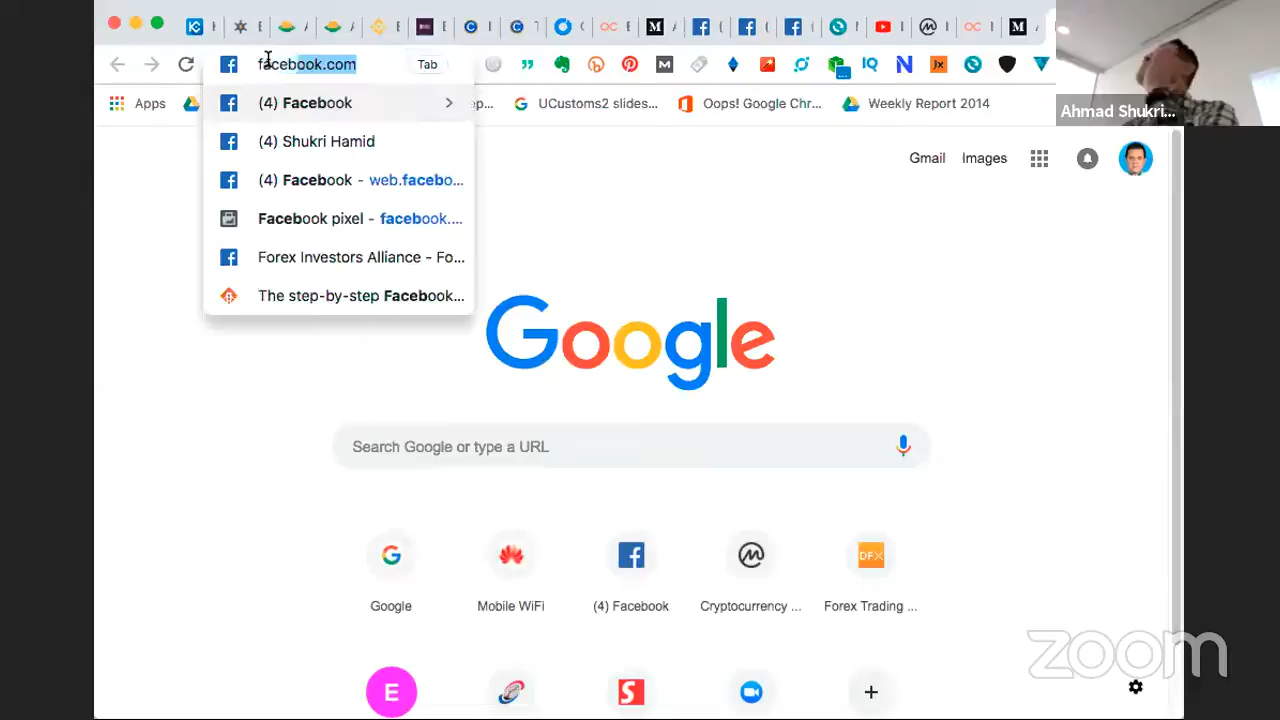 facebook.com
Tab
Apps
ep...
UCustoms2 slides...
Oops! Google Chr...
Weekly Report 2014
Ahmad Shukri...
(4) Facebook
(4) Shukri Hamid
(4) Facebook - web.facebo...
Facebook pixel - facebook....
Forex Investors Alliance - Fo...
The step-by-step Facebook...
Gmail
Images
Google
Search Google or type a URL
Google
Mobile WiFi
(4) Facebook
Cryptocurrency ...
Forex Trading ...
DFX
E
S
zoom